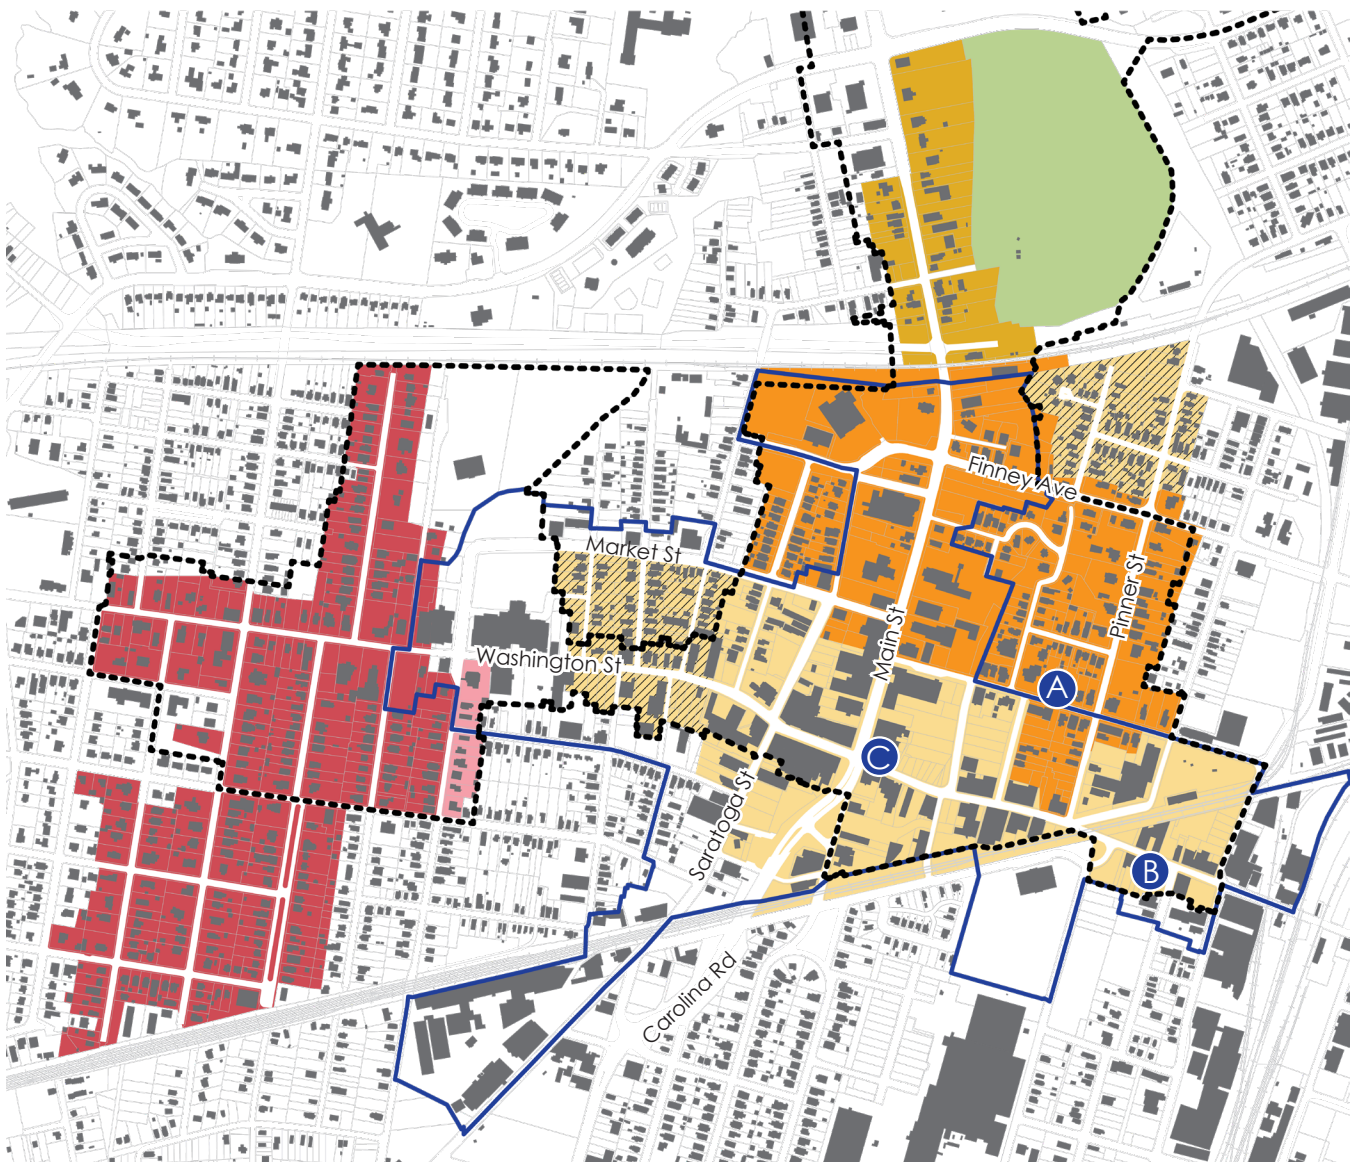 Finney Ave
Market St
Pinner St
Main St
Washington St
A
C
Saratoga St
B
Carolina Rd